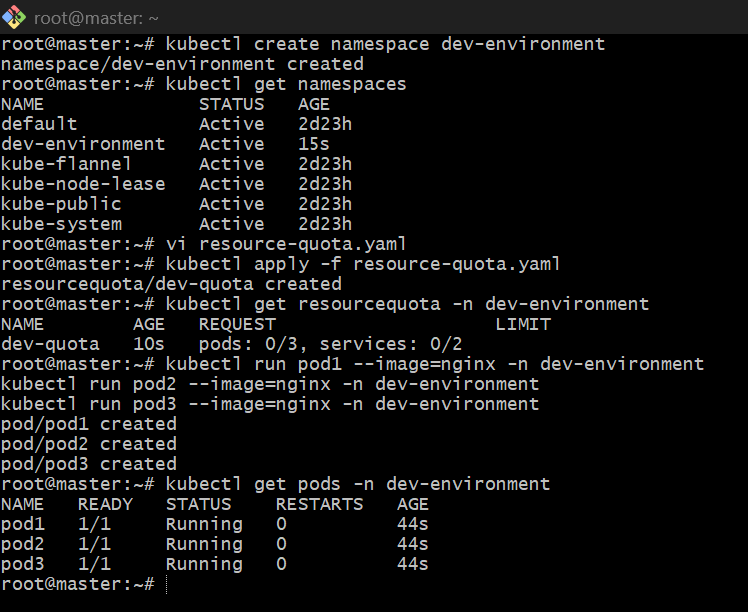 root@master: ~
root@master:~# kubectl create namespace dev-environment
namespace/dev-environment created
root@master:~# kubectl get namespaces
NAME              STATUS   AGE
default           Active   2d23h
dev-environment   Active   15s
kube-flannel      Active   2d23h
kube-node-lease   Active   2d23h
kube-public       Active   2d23h
kube-system       Active   2d23h
root@master:~# vi resource-quota.yaml
root@master:~# kubectl apply -f resource-quota.yaml
resourcequota/dev-quota created
root@master:~# kubectl get resourcequota -n dev-environment
NAME        AGE   REQUEST                    LIMIT
dev-quota   10s   pods: 0/3, services: 0/2
root@master:~# kubectl run pod1 --image=nginx -n dev-environment
kubectl run pod2 --image=nginx -n dev-environment
kubectl run pod3 --image=nginx -n dev-environment
pod/pod1 created
pod/pod2 created
pod/pod3 created
root@master:~# kubectl get pods -n dev-environment
NAME   READY   STATUS    RESTARTS   AGE
pod1   1/1     Running   0          44s
pod2   1/1     Running   0          44s
pod3   1/1     Running   0          44s
root@master:~#